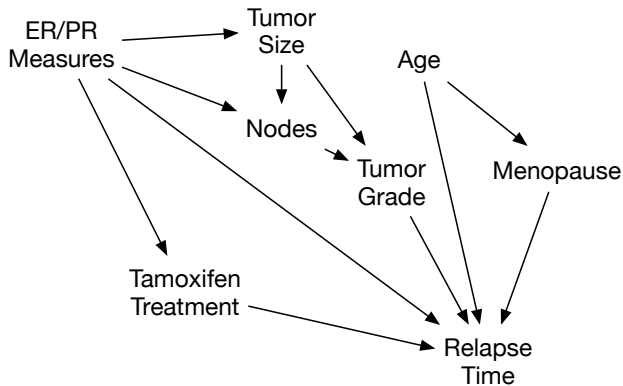 ER/PR
Measures
Tumor
Size
Age
Nodes
Tumor
Grade
Menopause
Tamoxifen
Treatment
Relapse
Time